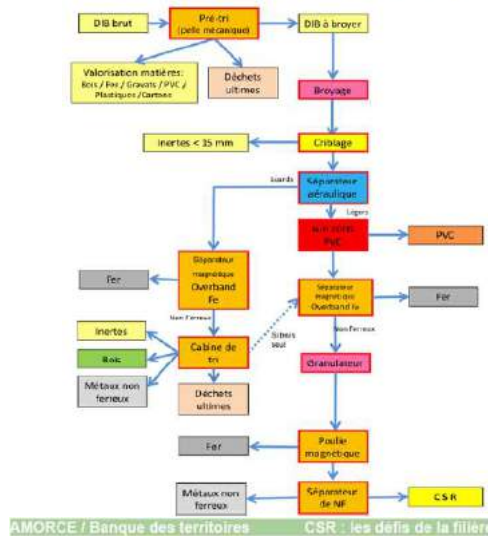 DIB brut
Pré-tri
(pelle mécanique)
DIB à broyer
Valorisation matières:
Bois / Fer / Gravats / PVC /
Plastiques /Cartons
Déchets
ultimes
Broyage
Inertes < 15 mm
Criblage
Lourds
Séparateur
aéraulique
Légers
PVC
PVC
Séparateur
magnétique
Overband
Fe
Fer
Séparateur
magnétique
Overband Fe
Fer
Non Ferreux
Non Ferreux
Inertes
Cabine de
tri
Bois
Métaux non
ferreux
Déchets
ultimes
Granulateur
Fer
Poulie
magnétique
Métaux non
ferreux
Séparateur
de NF
CSR
AMORCE / Banque des territoires
CSR : les défis de la filière